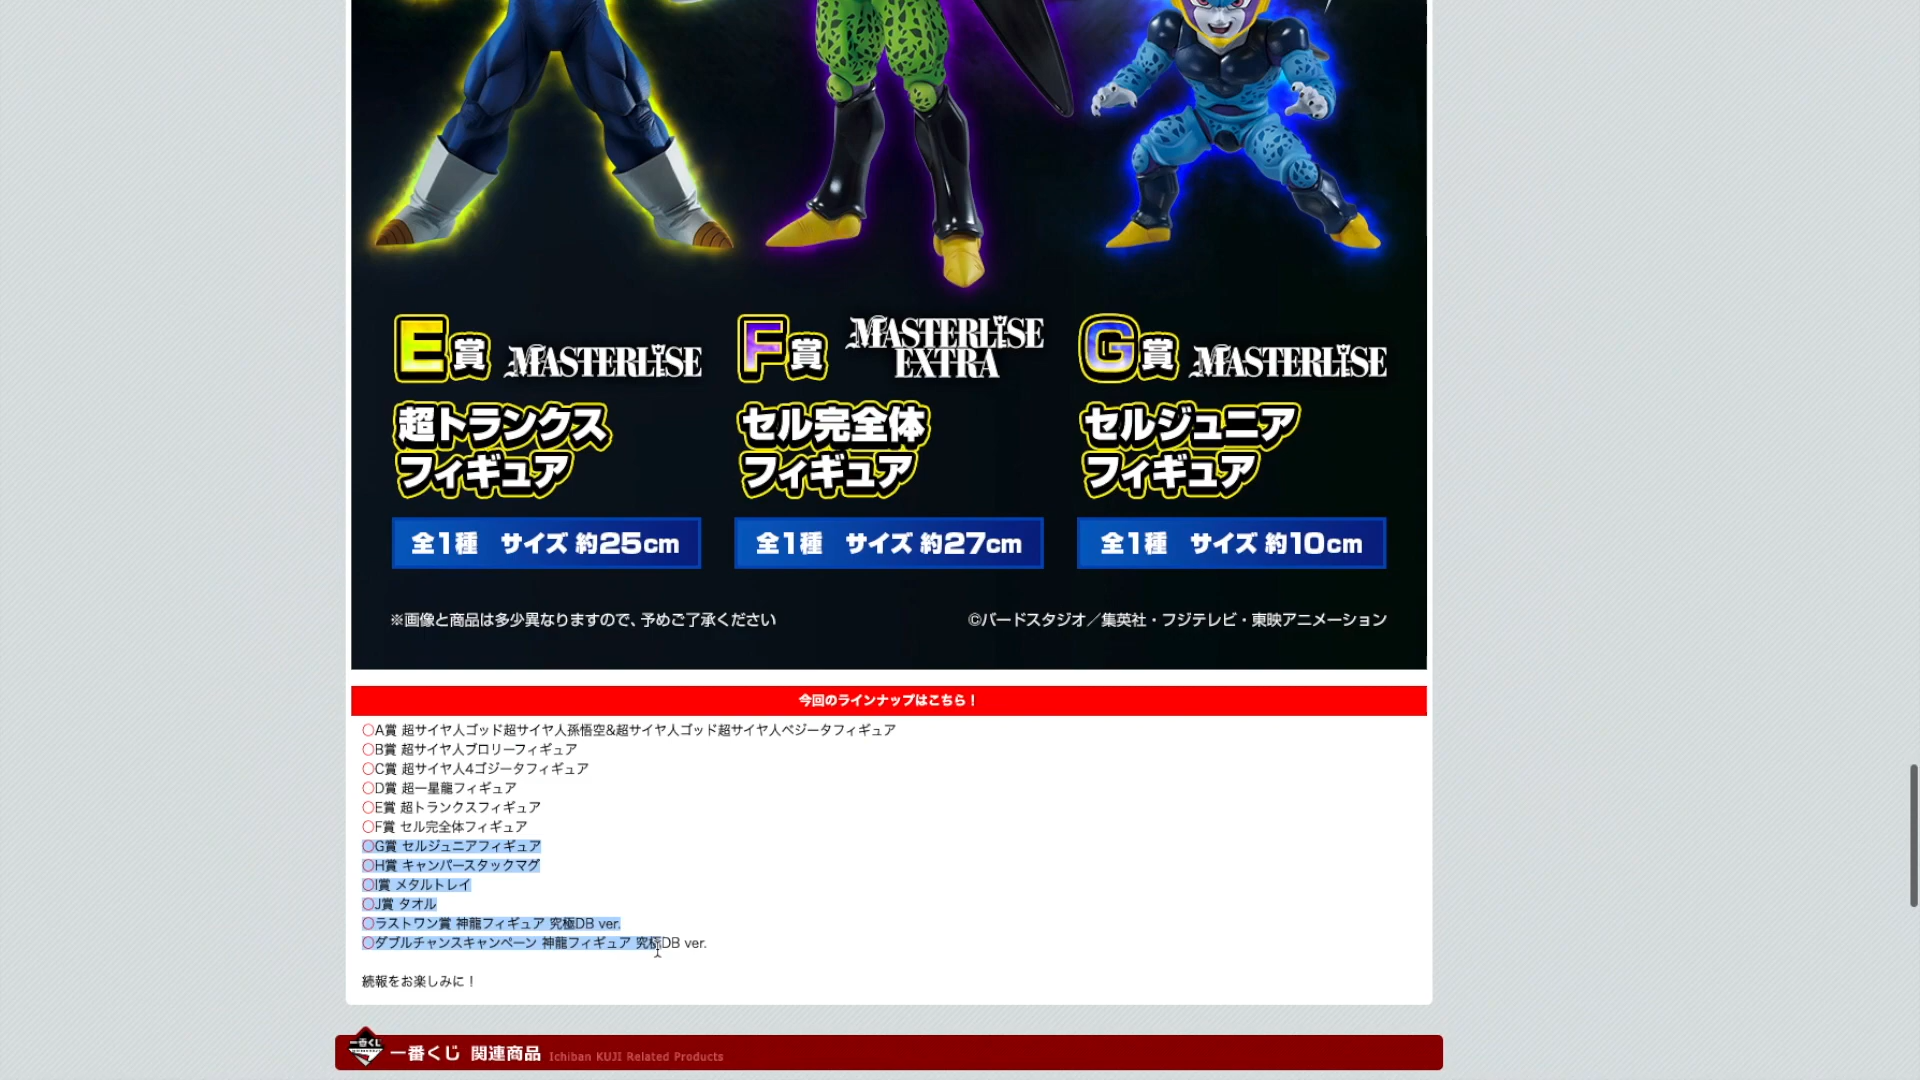 E賞 MASTERLISE
超トランクス
フィギュア
全1種 サイズ 約25cm
F賞 MASTERLISE
EXTRA
セル完全体
フィギュア
全1種 サイズ 約27cm
G賞 MASTERLISE
セルジュニア
フィギュア
全1種 サイズ 約10cm
※画像と商品は多少異なりますので、予めご了承ください
©バードスタジオ／集英社・フジテレビ・東映アニメーション
今回のラインナップはこちら！
〇A賞 超サイヤ人ゴッド超サイヤ人孫悟空&超サイヤ人ゴッド超サイヤ人ベジータフィギュア
〇B賞 超サイヤ人ブロリーフィギュア
〇C賞 超サイヤ人4ゴジータフィギュア
〇D賞 超一星龍フィギュア
〇E賞 超トランクスフィギュア
〇F賞 セル完全体フィギュア
〇G賞 セルジュニアフィギュア
〇H賞 キャンパースタックマグ
〇I賞 メタルトレイ
〇J賞 タオル
〇ラストワン賞 神龍フィギュア 究極DB ver.
〇ダブルチャンスキャンペーン 神龍フィギュア 究極DB ver.
続報をお楽しみに！
一番くじ
一番くじ 関連商品 Ichiban KUJI Related Products